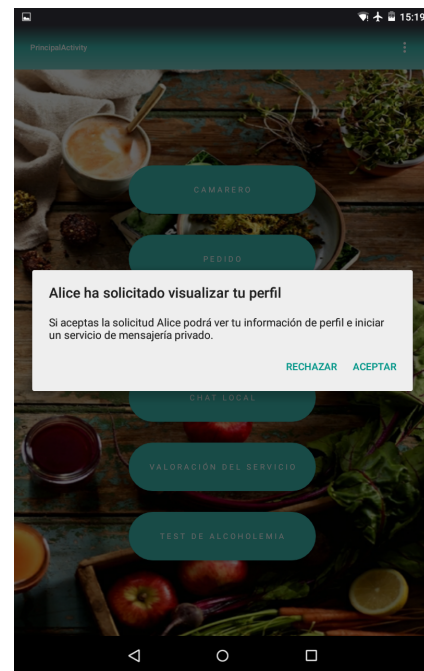 15:19
PrincipalActivity
CAMARERO
PEDIDO
Alice ha solicitado visualizar tu perfil
Si aceptas la solicitud Alice podrá ver tu información de perfil e iniciar
un servicio de mensajería privado.
RECHAZAR ACEPTAR
CHAT LOCAL
VALORACIÓN DEL SERVICIO
TEST DE ALCOHOLEMIA